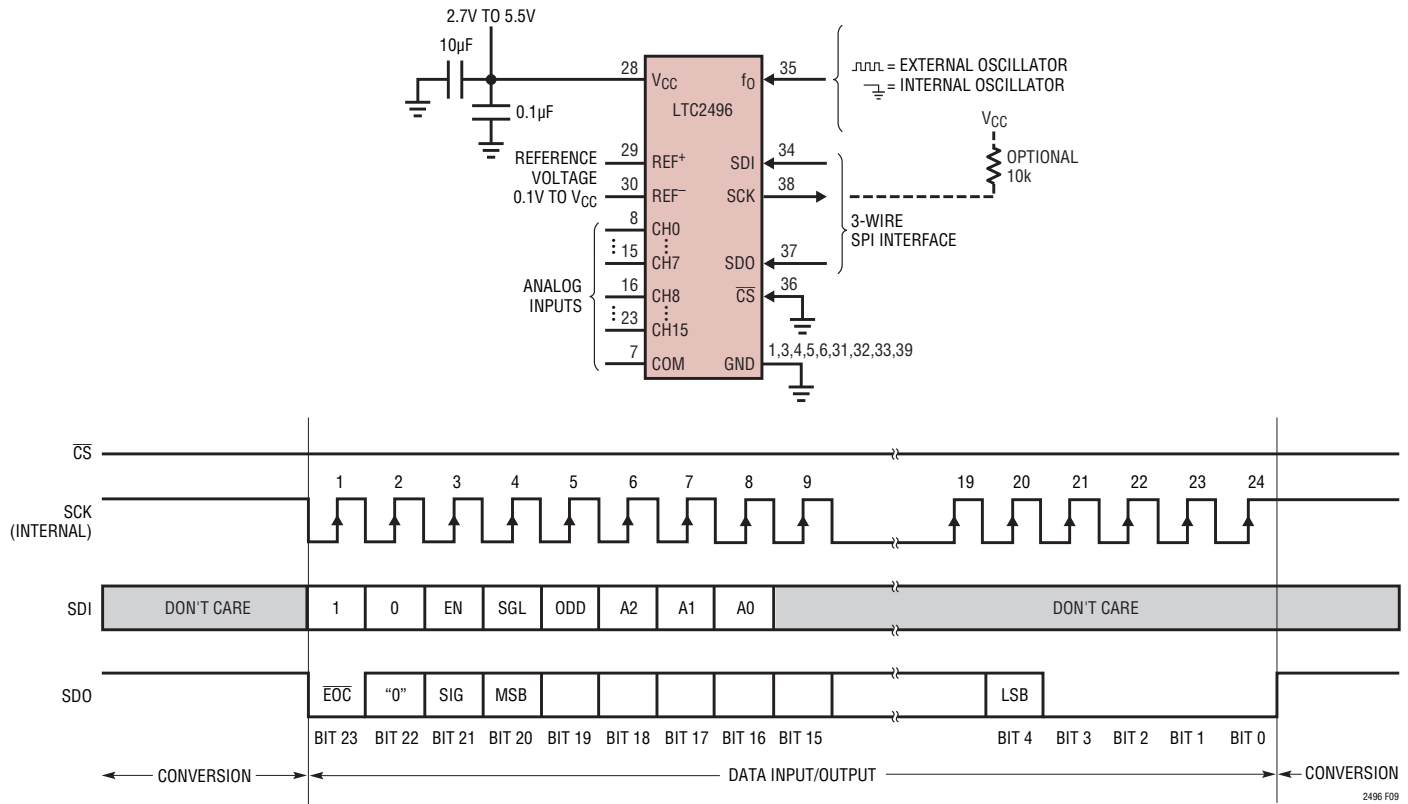 2.7V TO 5.5V
10µF
0.1µF
28
VCC
LTC2496
fO
35
= EXTERNAL OSCILLATOR
= INTERNAL OSCILLATOR
VCC
OPTIONAL
10k
REFERENCE
VOLTAGE
0.1V TO VCC
29
REF+
30
REF–
SDI
34
SCK
38
3-WIRE
SPI INTERFACE
ANALOG
INPUTS
8
CH0
15
CH7
16
CH8
23
CH15
7
COM
SDO
37
CS
36
GND
1,3,4,5,6,31,32,33,39
CS
SCK
(INTERNAL)
1 2 3 4 5 6 7 8 9 19 20 21 22 23 24
SDI
DON'T CARE 1 0 EN SGL ODD A2 A1 A0 DON'T CARE
SDO
EOC “0” SIG MSB LSB
BIT 23 BIT 22 BIT 21 BIT 20 BIT 19 BIT 18 BIT 17 BIT 16 BIT 15 BIT 4 BIT 3 BIT 2 BIT 1 BIT 0
CONVERSION DATA INPUT/OUTPUT CONVERSION
2496 F09